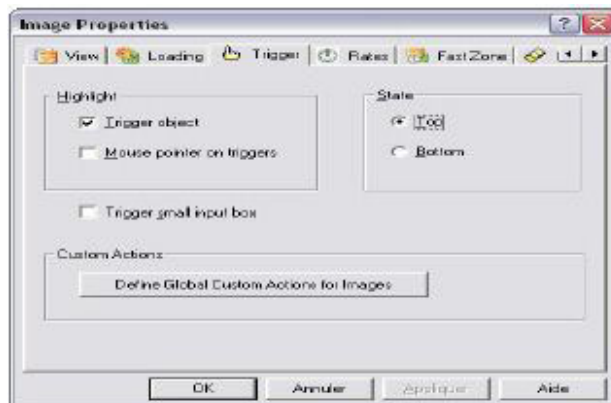 Image Properties
View Loading Trigger Rates FastZone
Highlight
Trigger object
Mouse pointer on triggers
State
Top
Bottom
Trigger small input box
Custom Actions
Define Global Custom Actions for Images
OK Annuler Appliquer Aide